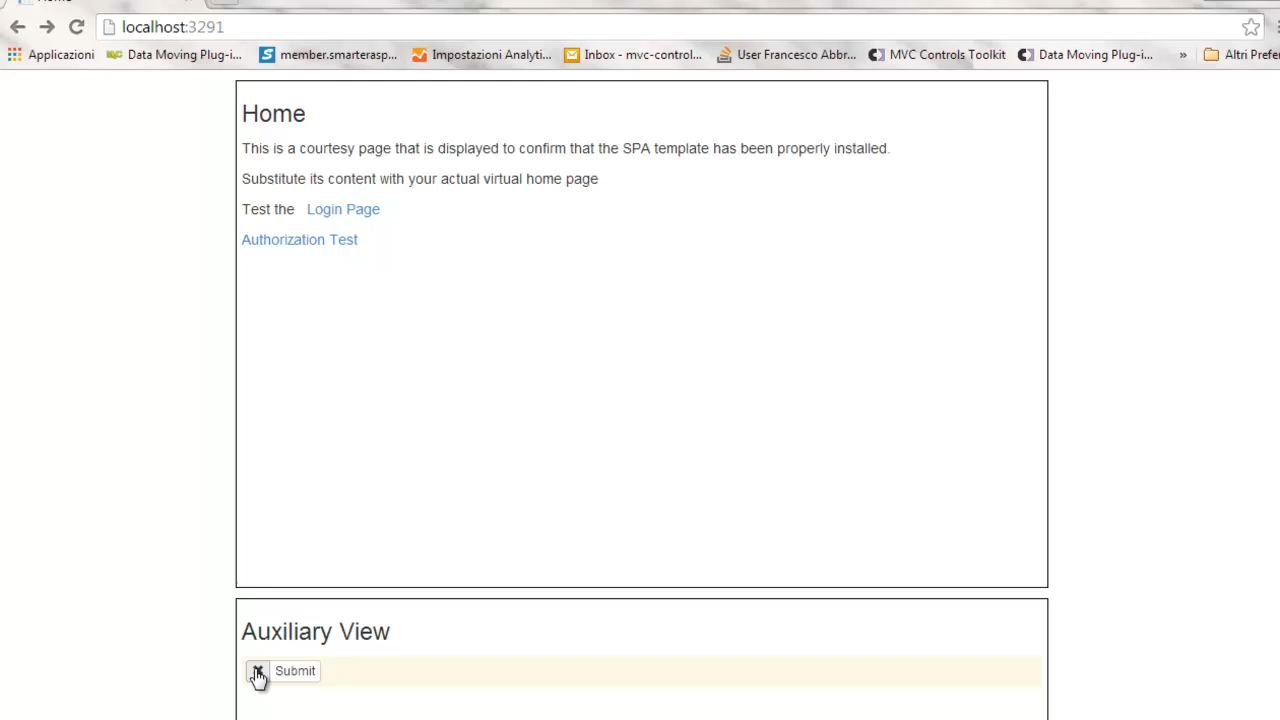 localhost:3291
Applicazioni Data Moving Plug-i... member.smarterasp... Impostazioni Analyti... Inbox - mvc-control... User Francesco Abbr... MVC Controls Toolkit Data Moving Plug-i... » Altri Prefe
Home
This is a courtesy page that is displayed to confirm that the SPA template has been properly installed.
Substitute its content with your actual virtual home page
Test the Login Page
Authorization Test
Auxiliary View
Submit